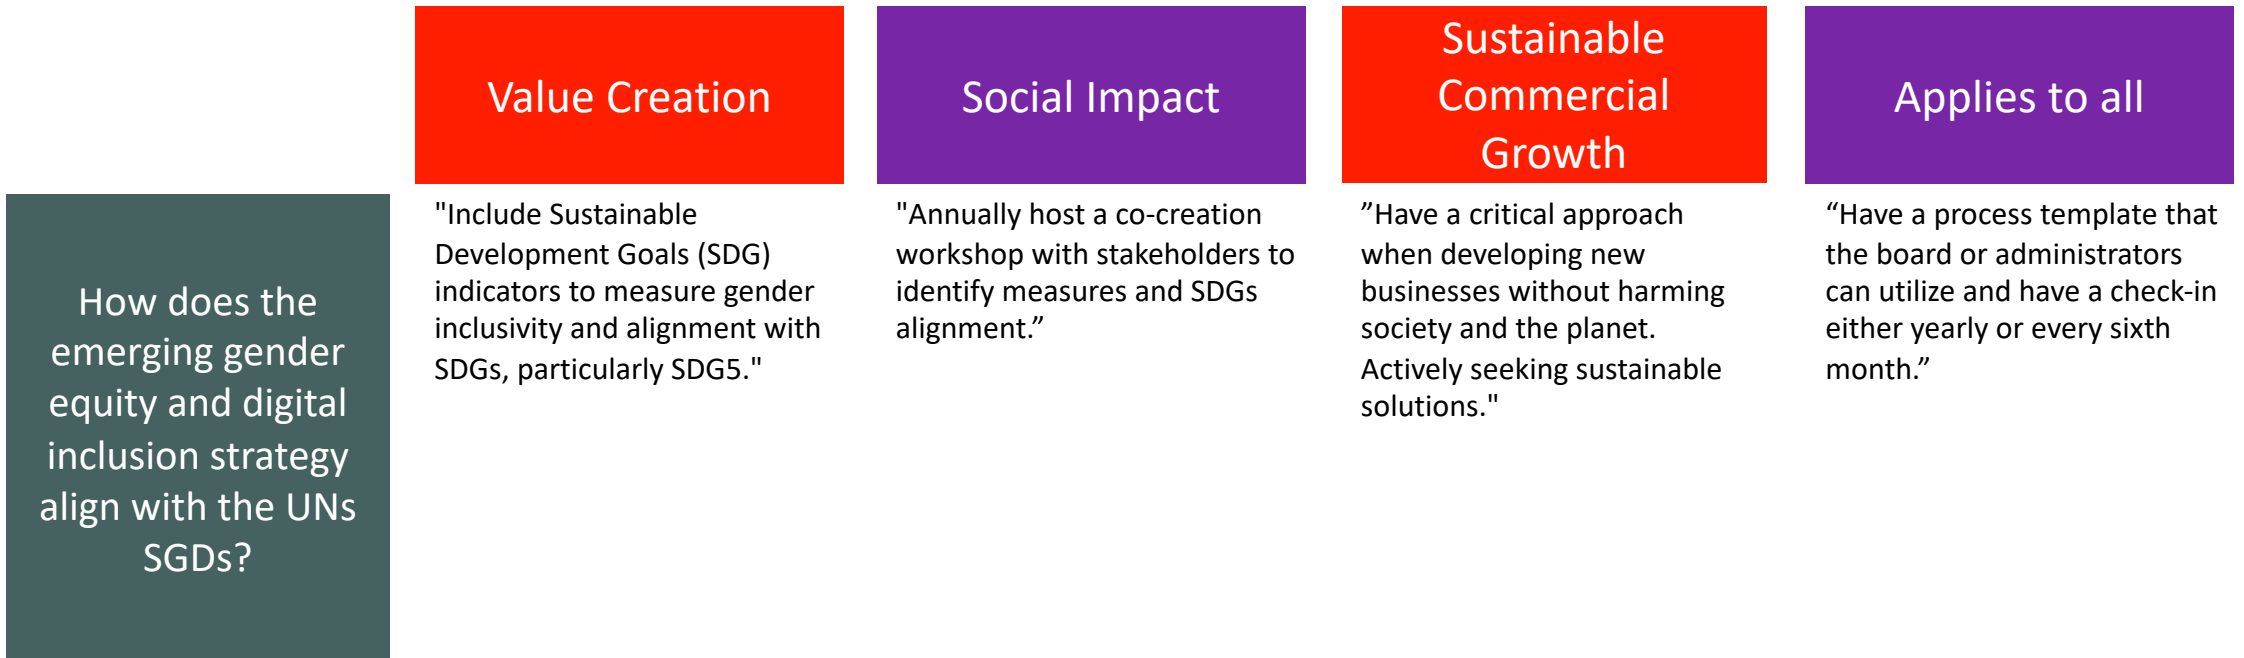 Value Creation
Social Impact
Sustainable
Commercial
Growth
Applies to all
How does the
emerging gender
equity and digital
inclusion strategy
align with the UNs
SGDs?
"Include Sustainable
Development Goals (SDG)
indicators to measure gender
inclusivity and alignment with
SDGs, particularly SDG5."
"Annually host a co-creation
workshop with stakeholders to
identify measures and SDGs
alignment.”
”Have a critical approach
when developing new
businesses without harming
society and the planet.
Actively seeking sustainable
solutions."
“Have a process template that
the board or administrators
can utilize and have a check-in
either yearly or every sixth
month.”